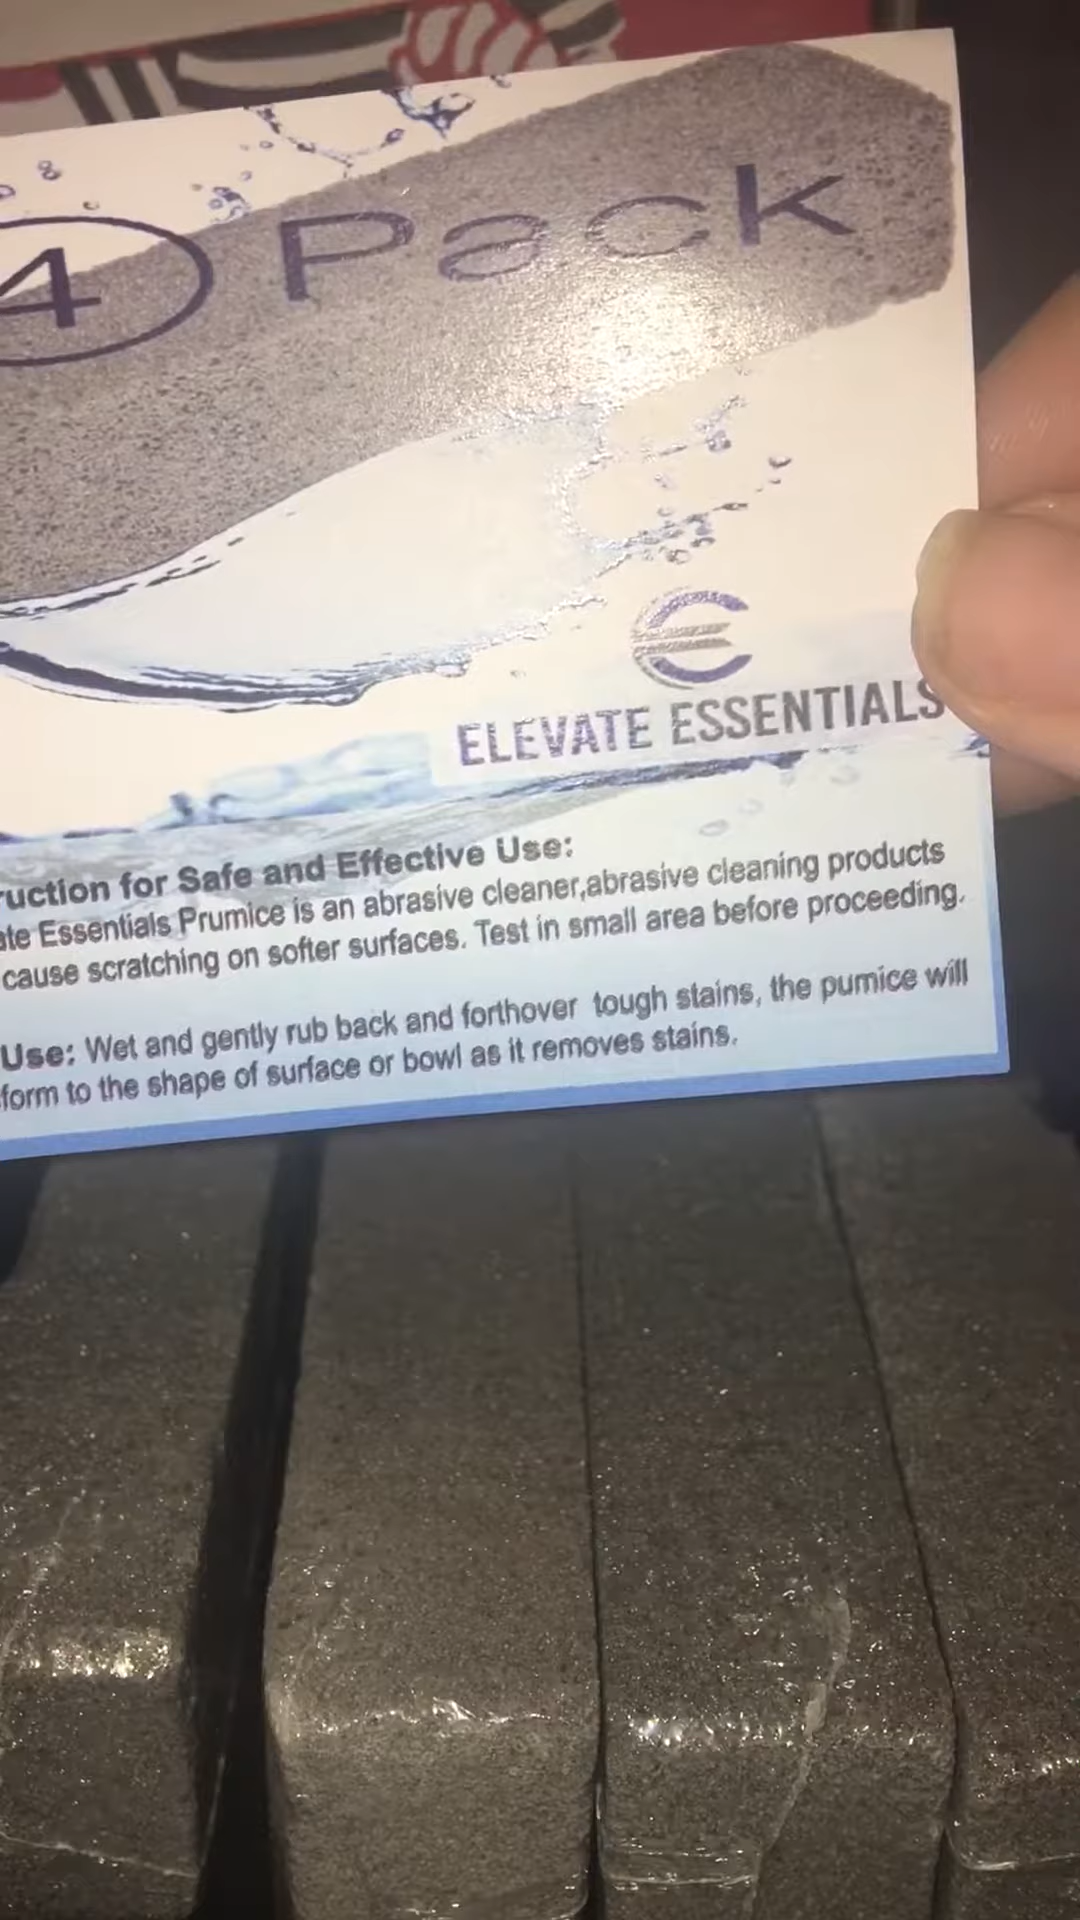 4 Pack
ELEVATE ESSENTIALS
for Safe and Effective Use:
Essentials Prumice is an abrasive cleaner,abrasive cleaning products
cause scratching on softer surfaces. Test in small area before proceeding.
Use: Wet and gently rub back and forthover tough stains, the pumice will
form to the shape of surface or bowl as it removes stains.